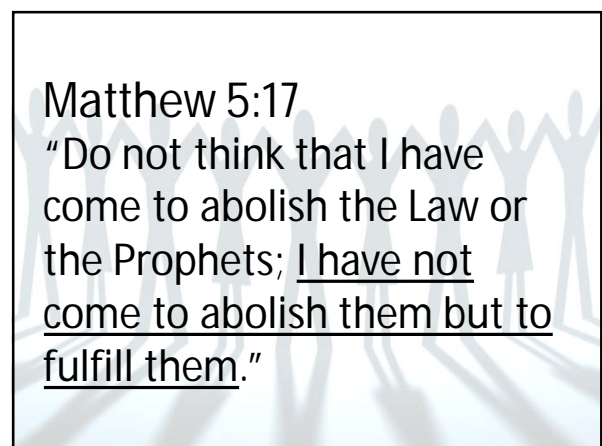 Matthew 5:17
“Do not think that I have
come to abolish the Law or
the Prophets; I have not
come to abolish them but to
fulfill them.”